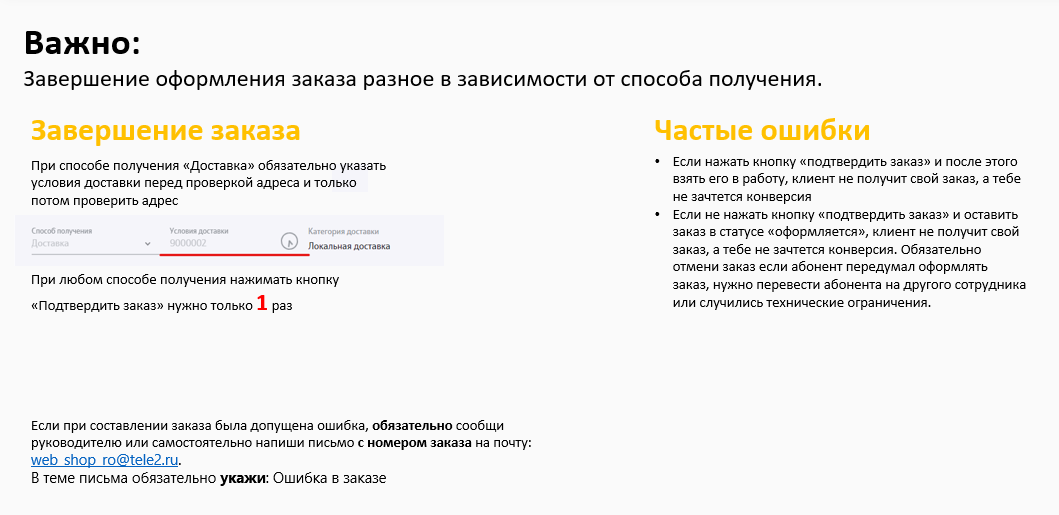 Важно:
Завершение оформления заказа разное в зависимости от способа получения.
Завершение заказа
При способе получения «Доставка» обязательно указать
условия доставки перед проверкой адреса и только
потом проверить адрес
Способ получения
Доставка
Условия доставки
9000002
Категория доставки
Локальная доставка
При любом способе получения нажимать кнопку
«Подтвердить заказ» нужно только 1 раз
Частые ошибки
• Если нажать кнопку «подтвердить заказ» и после этого
взять его в работу, клиент не получит свой заказ, а тебе
не зачтется конверсия
• Если не нажать кнопку «подтвердить заказ» и оставить
заказ в статусе «оформляется», клиент не получит свой
заказ, а тебе не зачтется конверсия. Обязательно
отмени заказ если абонент передумал оформлять
заказ, нужно перевести абонента на другого сотрудника
или случились технические ограничения.
Если при составлении заказа была допущена ошибка, обязательно сообщи
руководителю или самостоятельно напиши письмо с номером заказа на почту:
web_shop_ro@tele2.ru.
В теме письма обязательно укажи: Ошибка в заказе